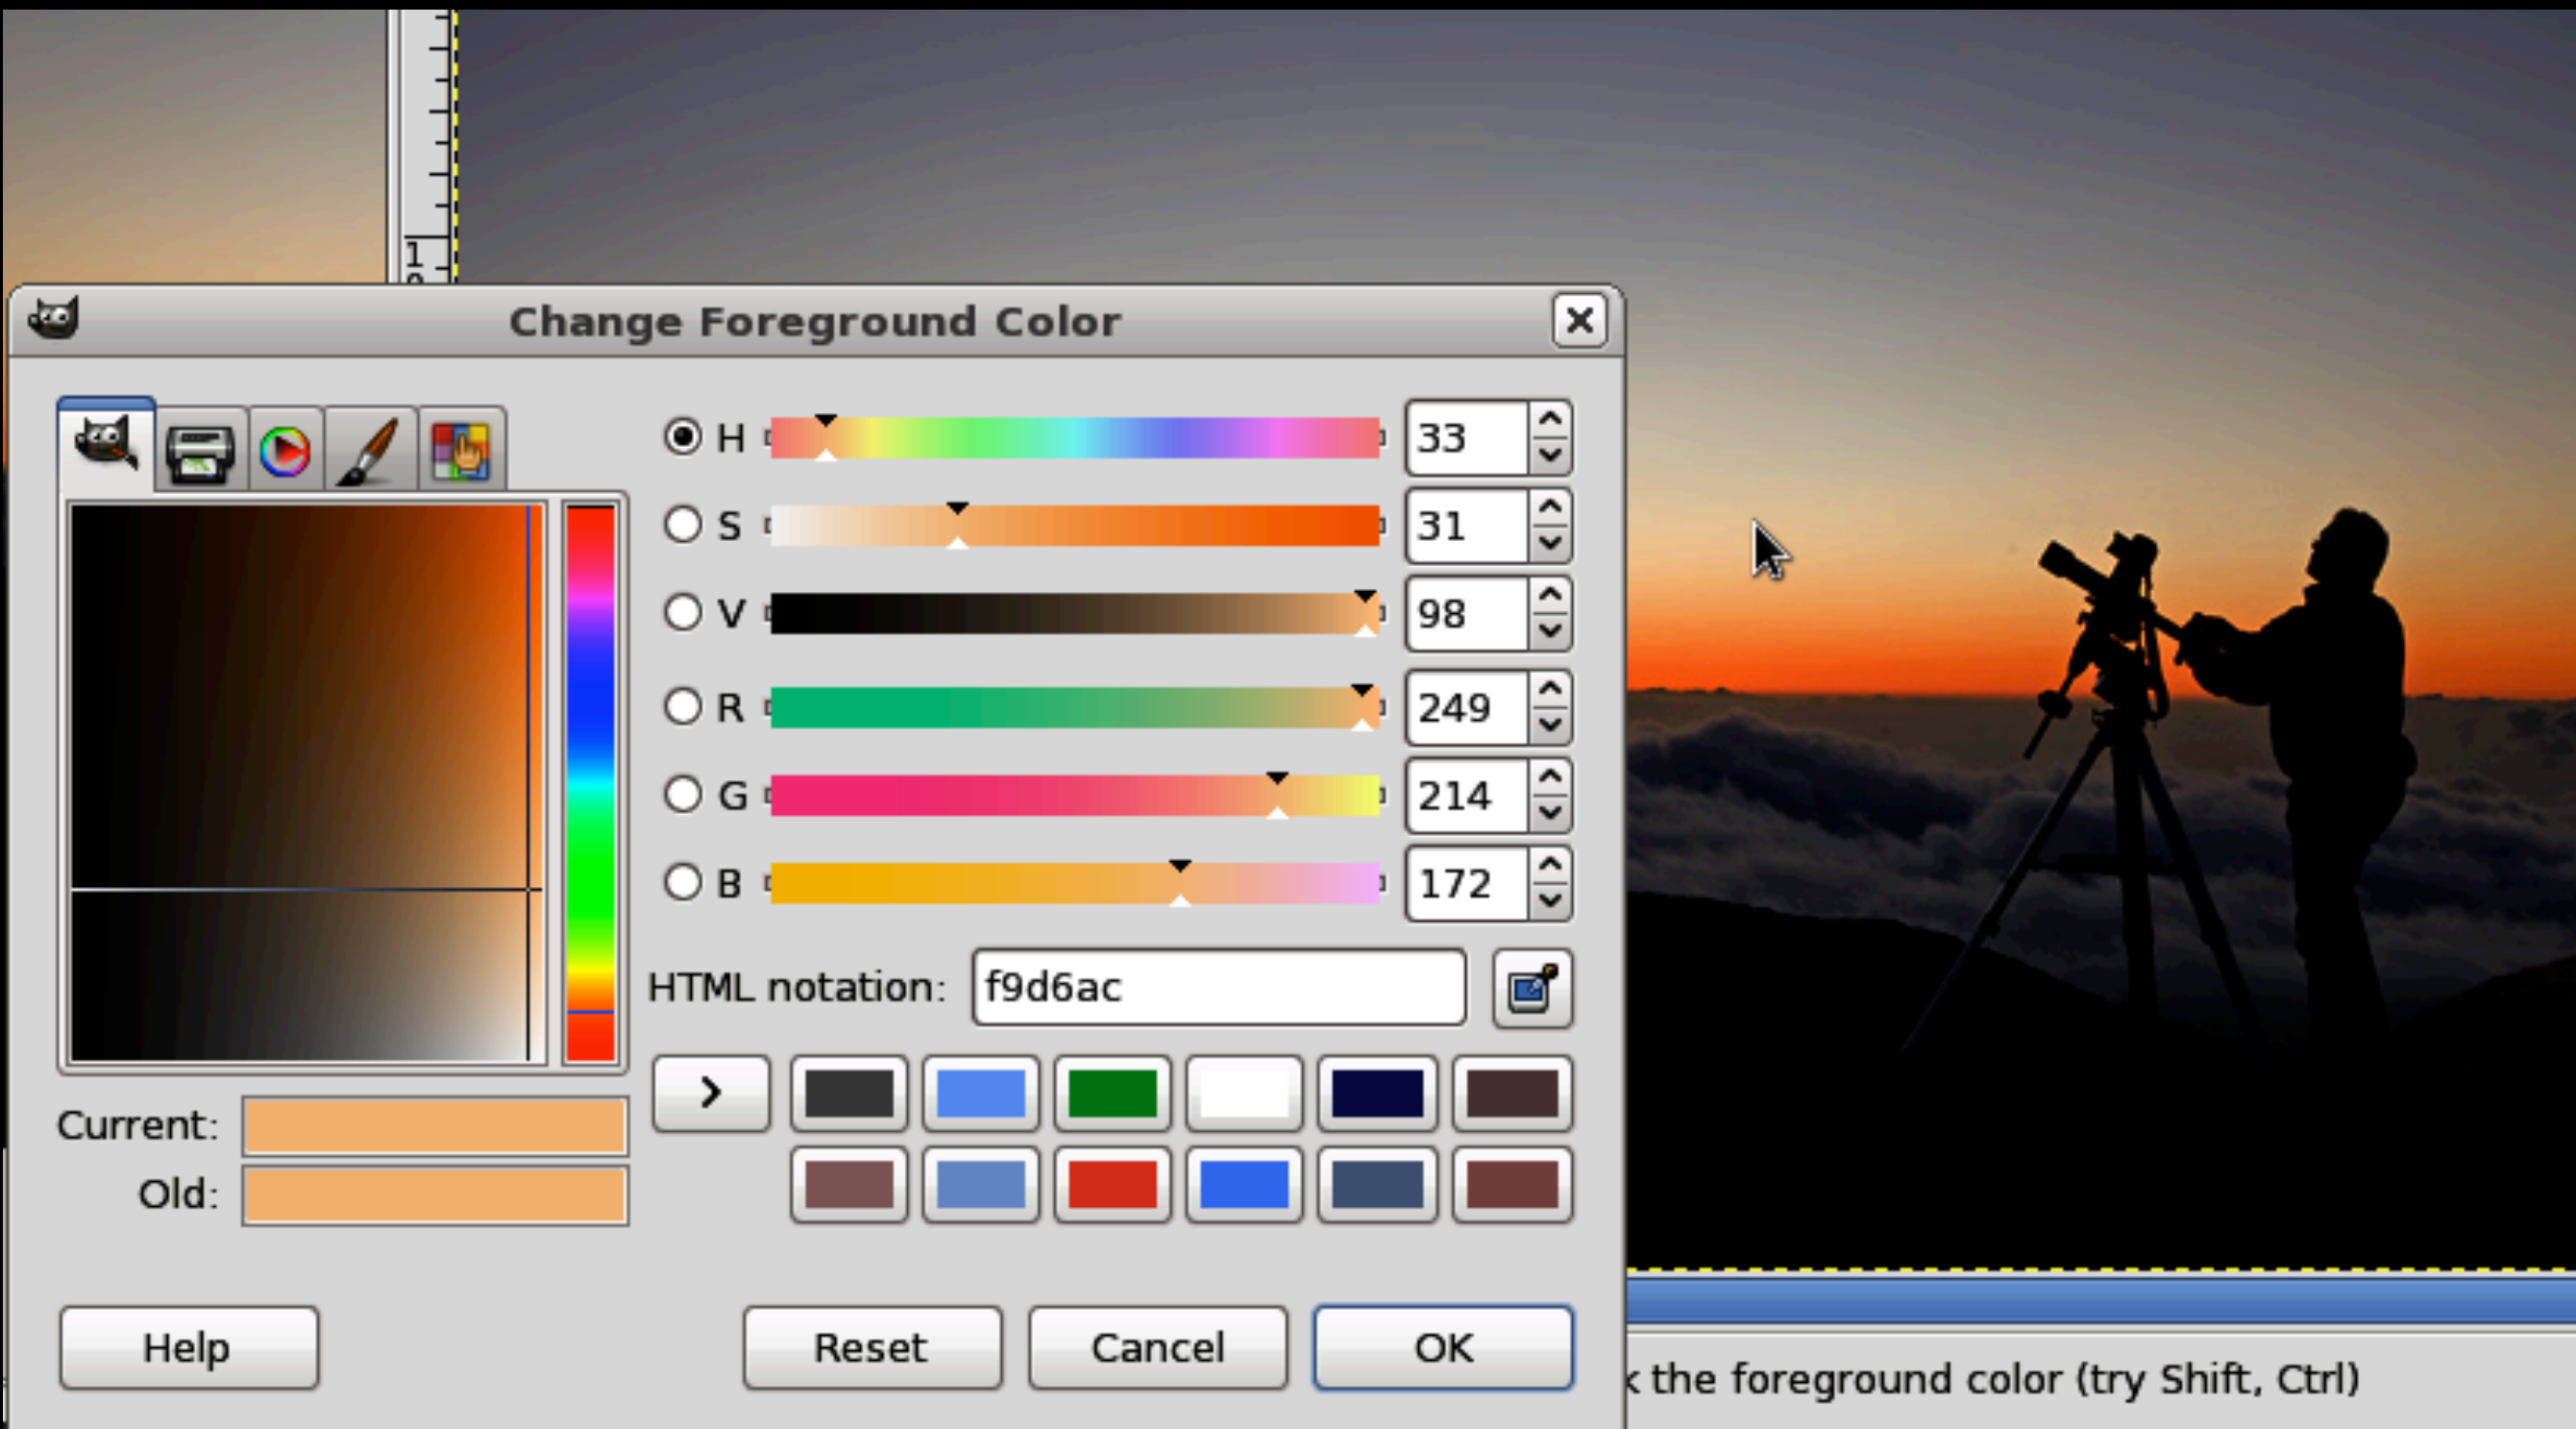 1
Change Foreground Color
H 33
S 31
V 98
R 249
G 214
B 172
HTML notation: f9d6ac
Current:
Old:
Help Reset Cancel OK
the foreground color (try Shift, Ctrl)